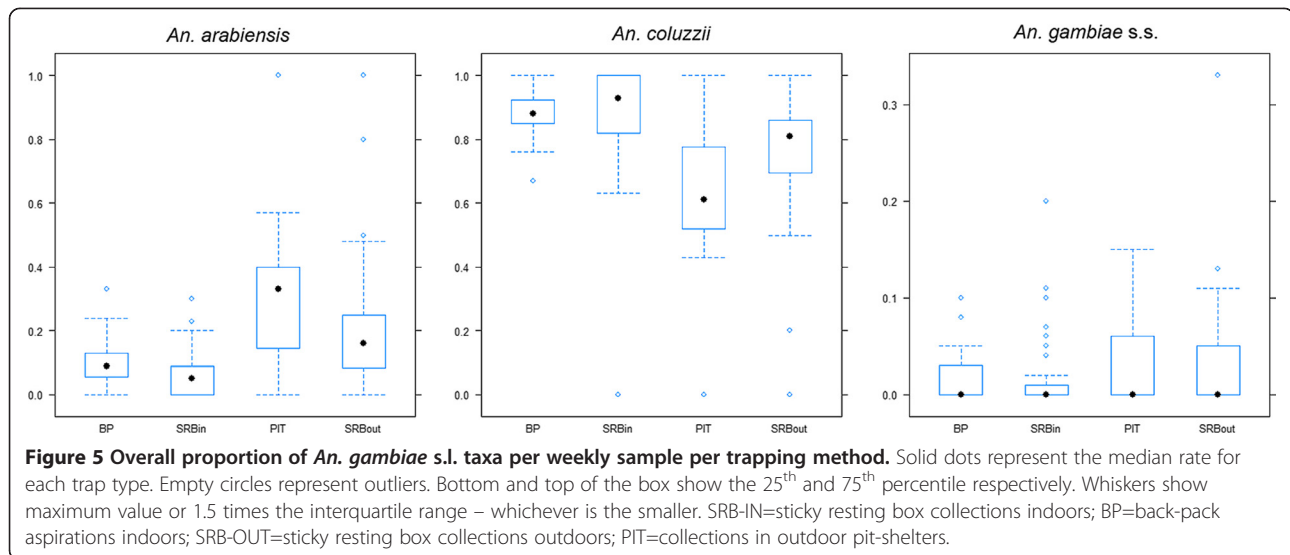 An. arabiensis
An. coluzzii
An. gambiae s.s.
1.0
0.8
0.6
0.4
0.2
0.0
BP SRBin PIT SRBout
1.0
0.8
0.6
0.4
0.2
0.0
BP SRBin PIT SRBout
0.3
0.2
0.1
0.0
BP SRBin PIT SRBout
Figure 5 Overall proportion of An. gambiae s.l. taxa per weekly sample per trapping method. Solid dots represent the median rate for
each trap type. Empty circles represent outliers. Bottom and top of the box show the 25th and 75th percentile respectively. Whiskers show
maximum value or 1.5 times the interquartile range – whichever is the smaller. SRB-IN=sticky resting box collections indoors; BP=back-pack
aspirations indoors; SRB-OUT=sticky resting box collections outdoors; PIT=collections in outdoor pit-shelters.